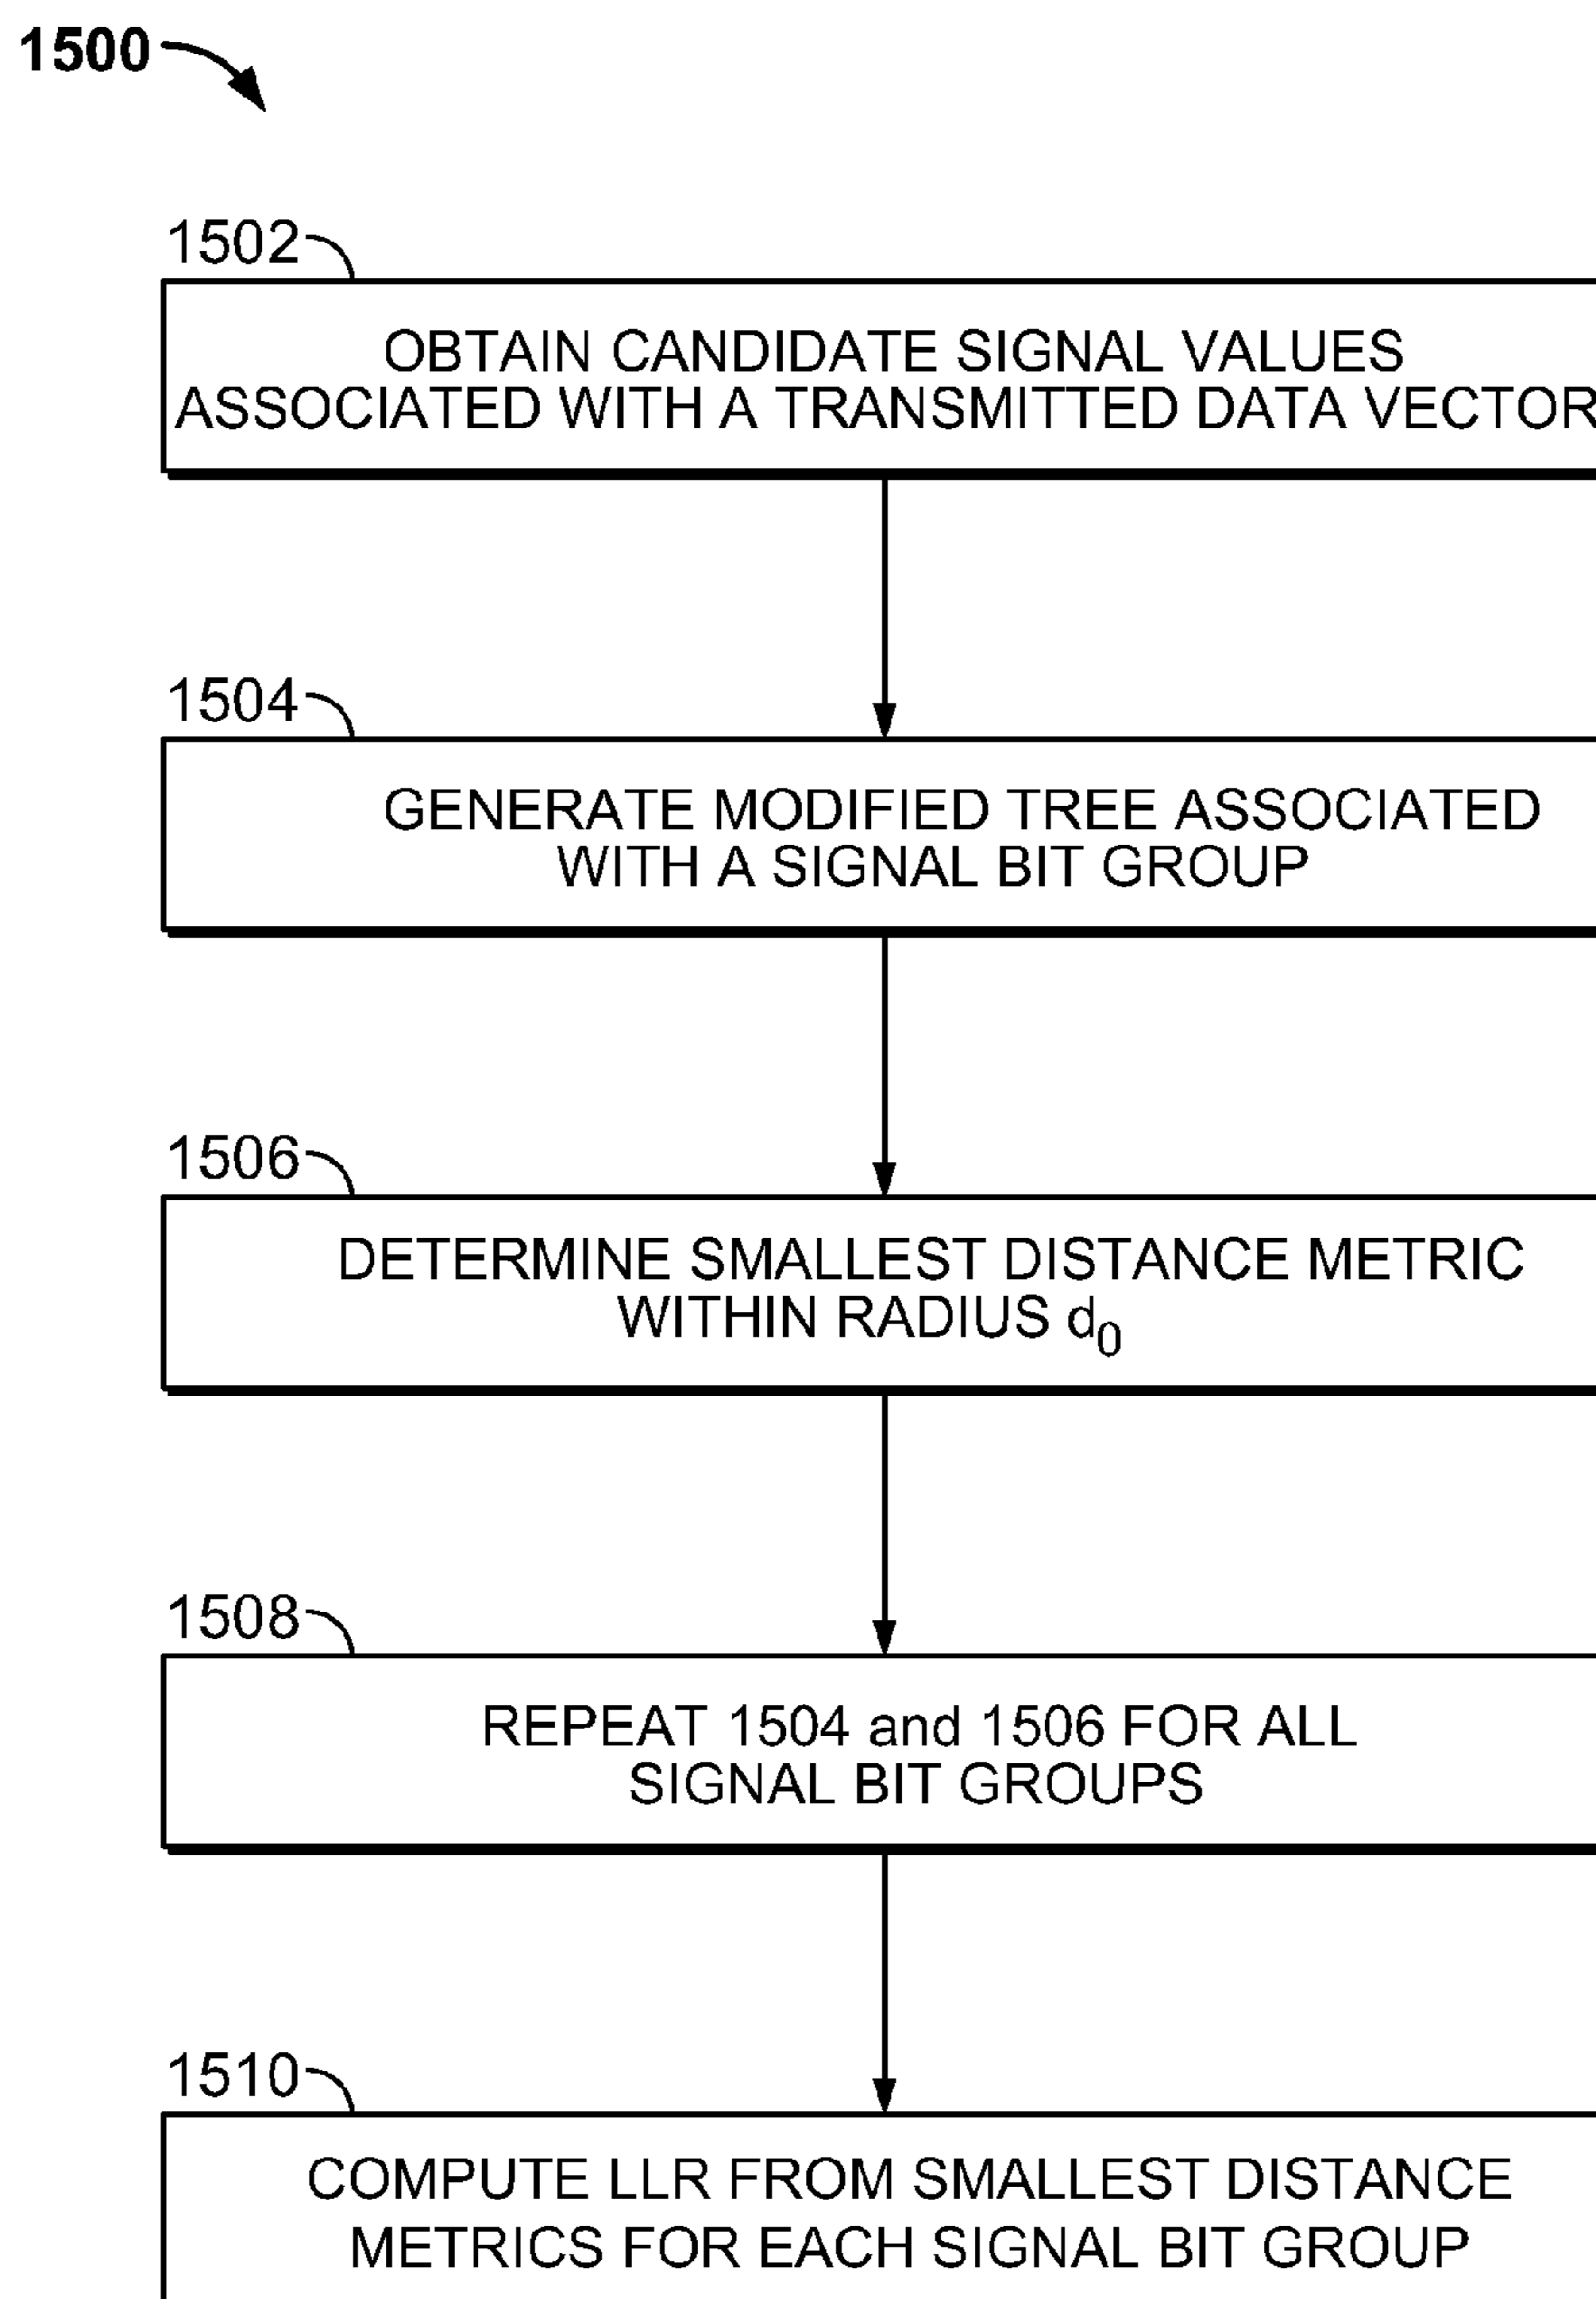 1500
1502
OBTAIN CANDIDATE SIGNAL VALUES
ASSOCIATED WITH A TRANSMITTED DATA VECTOR
1504
GENERATE MODIFIED TREE ASSOCIATED
WITH A SIGNAL BIT GROUP
1506
DETERMINE SMALLEST DISTANCE METRIC
WITHIN RADIUS d₀
1508
REPEAT 1504 and 1506 FOR ALL
SIGNAL BIT GROUPS
1510
COMPUTE LLR FROM SMALLEST DISTANCE
METRICS FOR EACH SIGNAL BIT GROUP